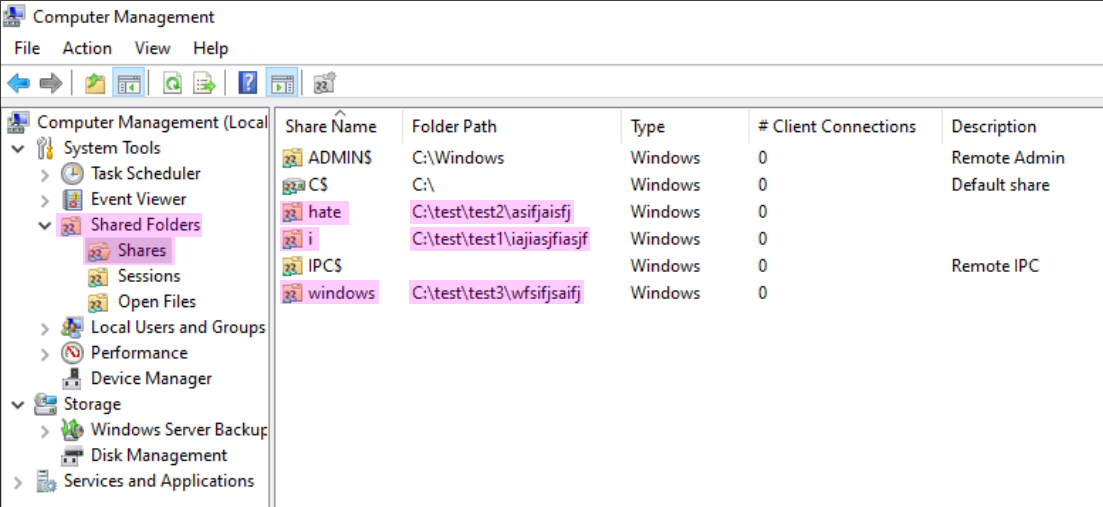 Computer Management
File Action View Help
Computer Management (Local
System Tools
Task Scheduler
Event Viewer
Shared Folders
Shares
Sessions
Open Files
Local Users and Groups
Performance
Device Manager
Storage
Windows Server Backup
Disk Management
Services and Applications
Share Name Folder Path Type # Client Connections Description
ADMIN$ C:\Windows Windows 0 Remote Admin
C$ C:\ Windows 0 Default share
hate C:\test\test2\asifjaisfj Windows 0
i C:\test\test1\iajiasjfiasjf Windows 0
IPC$ Windows 0 Remote IPC
windows C:\test\test3\wfsifjsaifj Windows 0